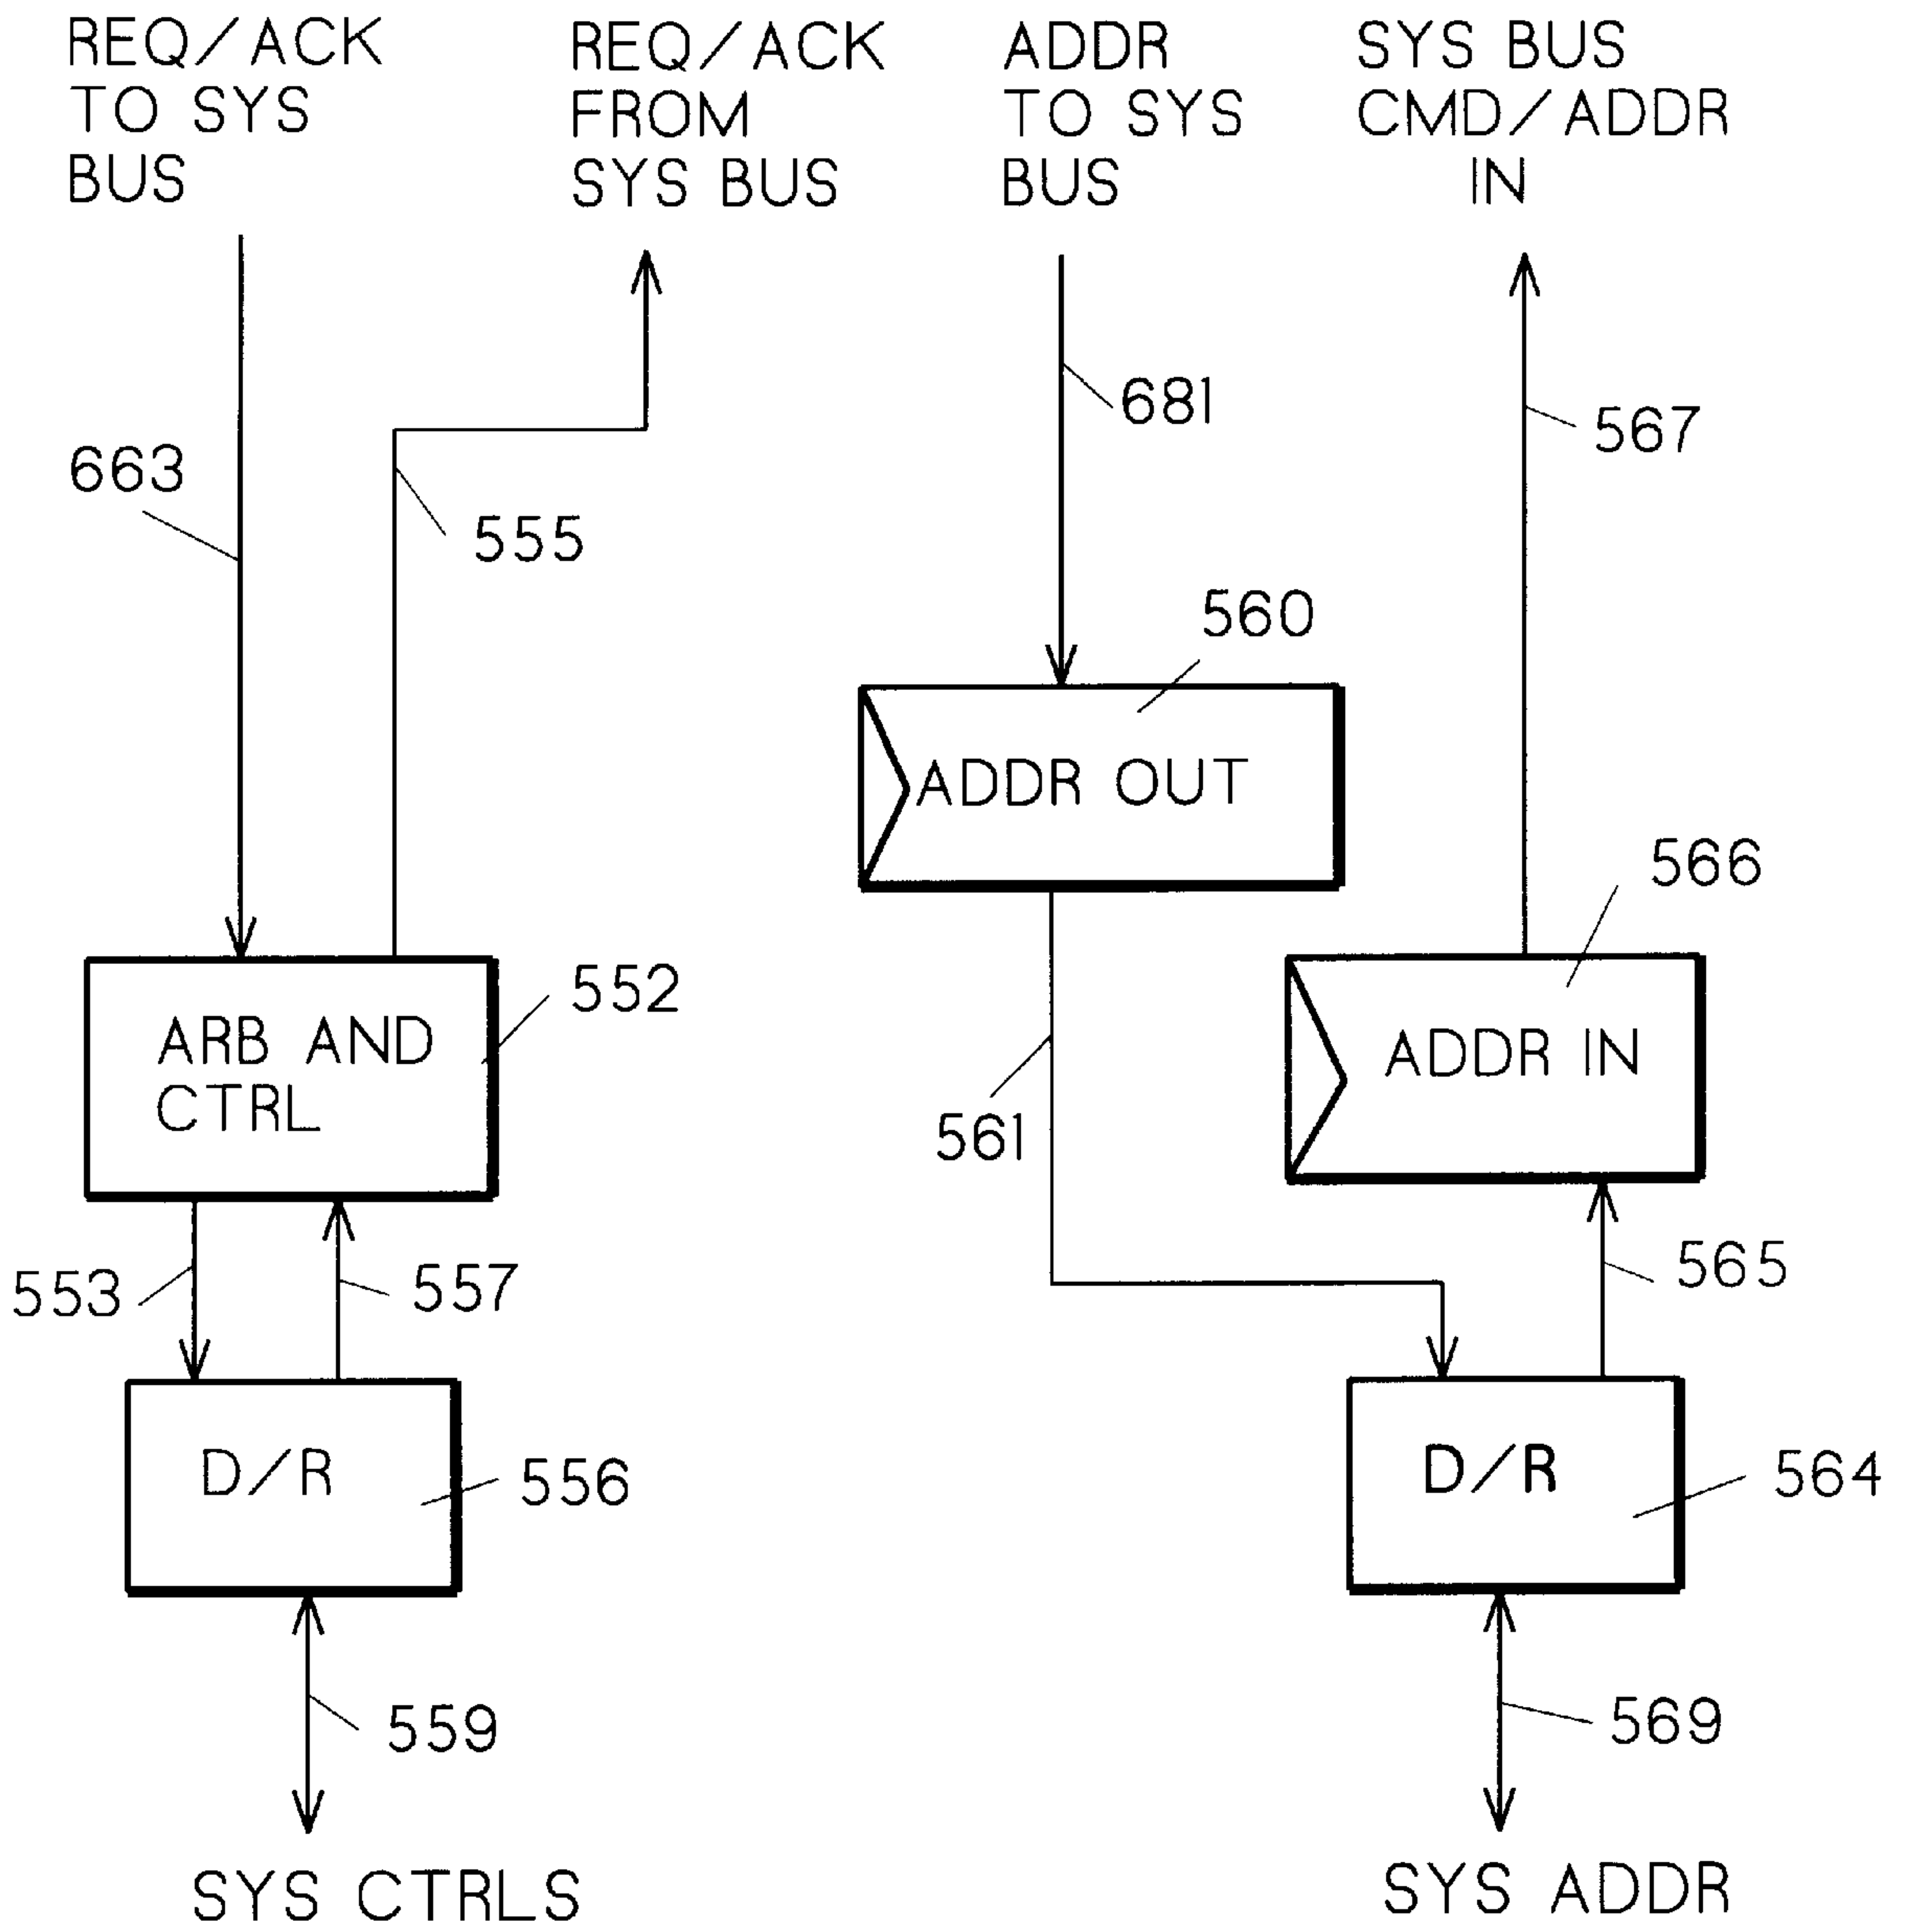 REQ/ACK
TO SYS
BUS
REQ/ACK
FROM
SYS BUS
ADDR
TO SYS
BUS
SYS BUS
CMD/ADDR
IN
663
555
681
567
560
ADDR OUT
566
552
ARB AND
CTRL
ADDR IN
561
553
557
565
D/R
556
D/R
564
559
569
SYS CTRLS
SYS ADDR